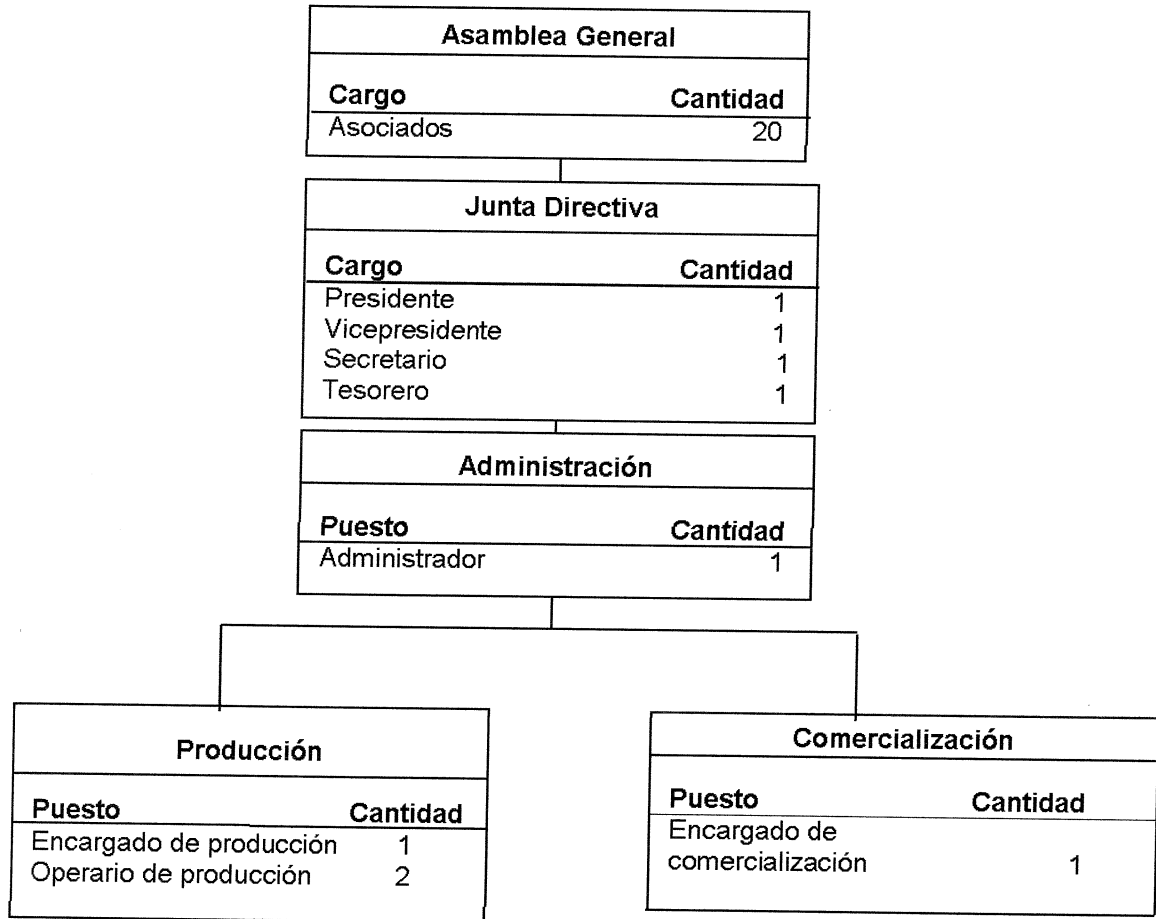 Asamblea General
Cargo Cantidad
Asociados 20
Junta Directiva
Cargo Cantidad
Presidente 1
Vicepresidente 1
Secretario 1
Tesorero 1
Administración
Puesto Cantidad
Administrador 1
Producción
Puesto Cantidad
Encargado de producción 1
Operario de producción 2
Comercialización
Puesto Cantidad
Encargado de
comercialización 1